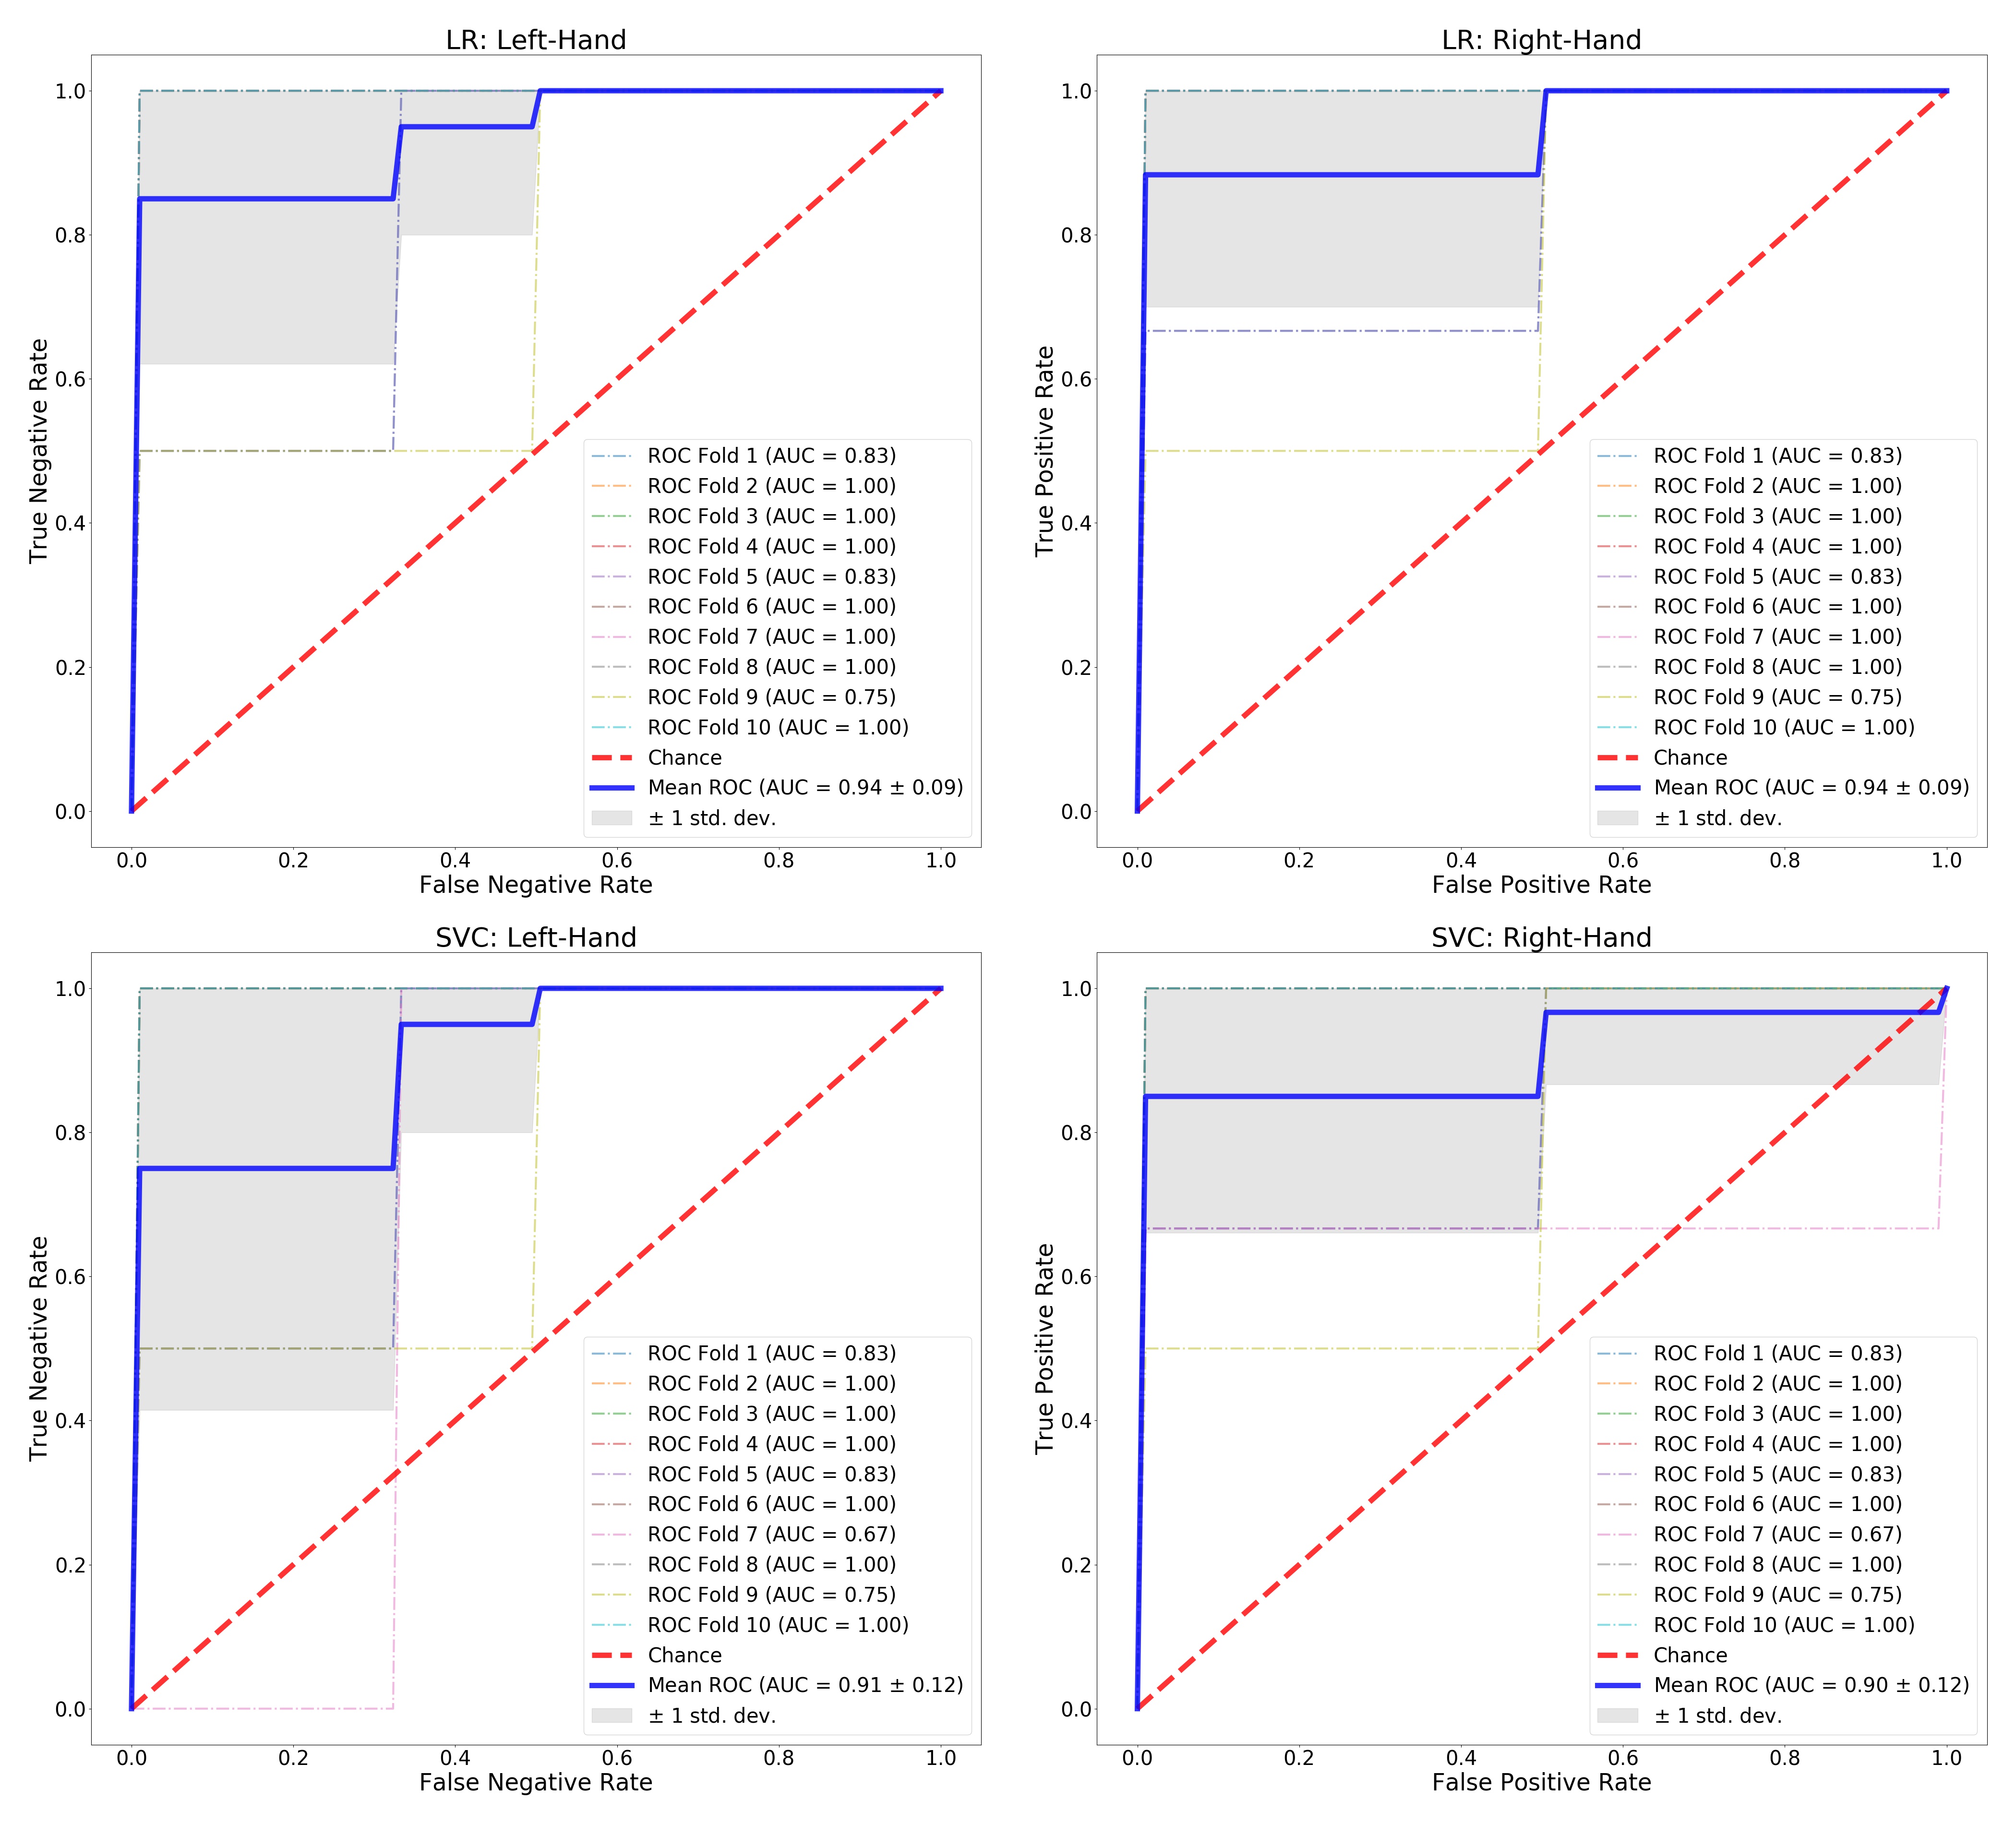 LR: Left-Hand
True Negative Rate
1.0
0.8
0.6
0.4
0.2
0.0
ROC Fold 1 (AUC = 0.83)
ROC Fold 2 (AUC = 1.00)
ROC Fold 3 (AUC = 1.00)
ROC Fold 4 (AUC = 1.00)
ROC Fold 5 (AUC = 0.83)
ROC Fold 6 (AUC = 1.00)
ROC Fold 7 (AUC = 1.00)
ROC Fold 8 (AUC = 1.00)
ROC Fold 9 (AUC = 0.75)
ROC Fold 10 (AUC = 1.00)
Chance
Mean ROC (AUC = 0.94 ± 0.09)
± 1 std. dev.
0.0 0.2 0.4 0.6 0.8 1.0
False Negative Rate
LR: Right-Hand
True Positive Rate
1.0
0.8
0.6
0.4
0.2
0.0
ROC Fold 1 (AUC = 0.83)
ROC Fold 2 (AUC = 1.00)
ROC Fold 3 (AUC = 1.00)
ROC Fold 4 (AUC = 1.00)
ROC Fold 5 (AUC = 0.83)
ROC Fold 6 (AUC = 1.00)
ROC Fold 7 (AUC = 1.00)
ROC Fold 8 (AUC = 1.00)
ROC Fold 9 (AUC = 0.75)
ROC Fold 10 (AUC = 1.00)
Chance
Mean ROC (AUC = 0.94 ± 0.09)
± 1 std. dev.
0.0 0.2 0.4 0.6 0.8 1.0
False Positive Rate
SVC: Left-Hand
True Negative Rate
1.0
0.8
0.6
0.4
0.2
0.0
ROC Fold 1 (AUC = 0.83)
ROC Fold 2 (AUC = 1.00)
ROC Fold 3 (AUC = 1.00)
ROC Fold 4 (AUC = 1.00)
ROC Fold 5 (AUC = 0.83)
ROC Fold 6 (AUC = 1.00)
ROC Fold 7 (AUC = 0.67)
ROC Fold 8 (AUC = 1.00)
ROC Fold 9 (AUC = 0.75)
ROC Fold 10 (AUC = 1.00)
Chance
Mean ROC (AUC = 0.91 ± 0.12)
± 1 std. dev.
0.0 0.2 0.4 0.6 0.8 1.0
False Negative Rate
SVC: Right-Hand
True Positive Rate
1.0
0.8
0.6
0.4
0.2
0.0
ROC Fold 1 (AUC = 0.83)
ROC Fold 2 (AUC = 1.00)
ROC Fold 3 (AUC = 1.00)
ROC Fold 4 (AUC = 1.00)
ROC Fold 5 (AUC = 0.83)
ROC Fold 6 (AUC = 1.00)
ROC Fold 7 (AUC = 0.67)
ROC Fold 8 (AUC = 1.00)
ROC Fold 9 (AUC = 0.75)
ROC Fold 10 (AUC = 1.00)
Chance
Mean ROC (AUC = 0.90 ± 0.12)
± 1 std. dev.
0.0 0.2 0.4 0.6 0.8 1.0
False Positive Rate